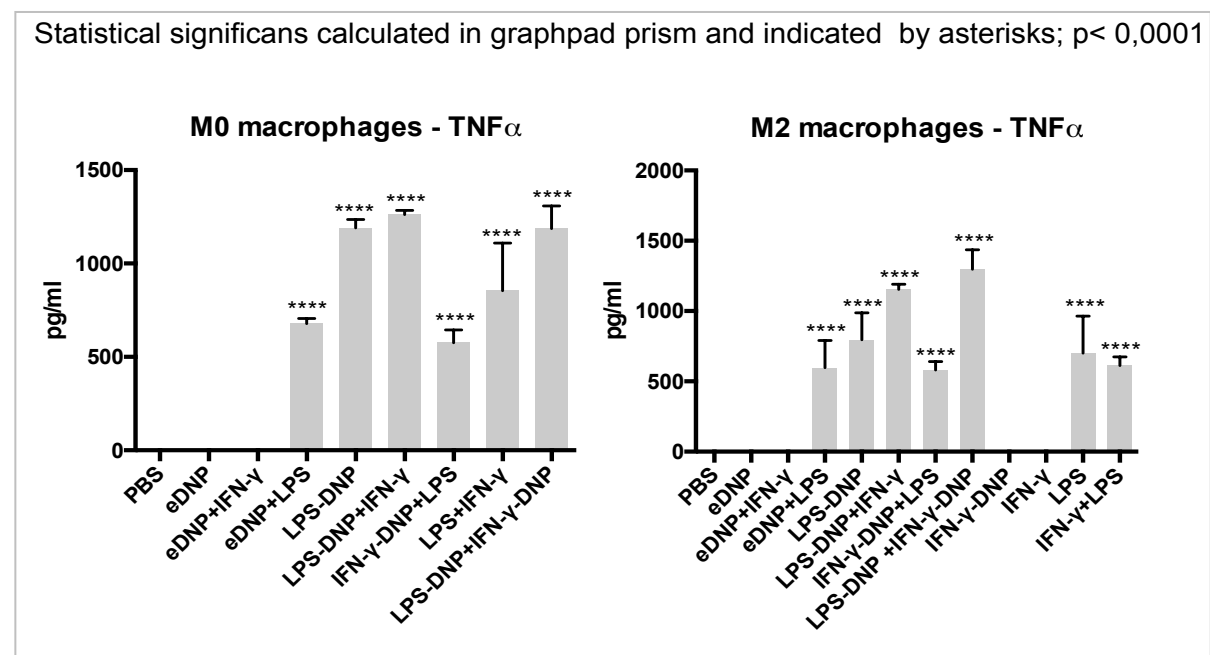 Statistical significans calculated in graphpad prism and indicated  by asterisks; p< 0,0001
M0 macrophages - TNFα
pg/ml
1500
1000
500
0
****
****
****
****
****
****
PBS
eDNP
eDNP+IFN-γ
eDNP+LPS
LPS-DNP
LPS-DNP+IFN-γ
IFN-γ-DNP+LPS
LPS+IFN-γ
LPS-DNP+IFN-γ-DNP
M2 macrophages - TNFα
pg/ml
2000
1500
1000
500
0
****
****
****
****
****
****
****
PBS
eDNP
eDNP+IFN-γ
eDNP+LPS
LPS-DNP
LPS-DNP+IFN-γ
IFN-γ-DNP+LPS
LPS-DNP +IFN-γ-DNP
IFN-γ-DNP
IFN-γ
LPS
IFN-γ+LPS